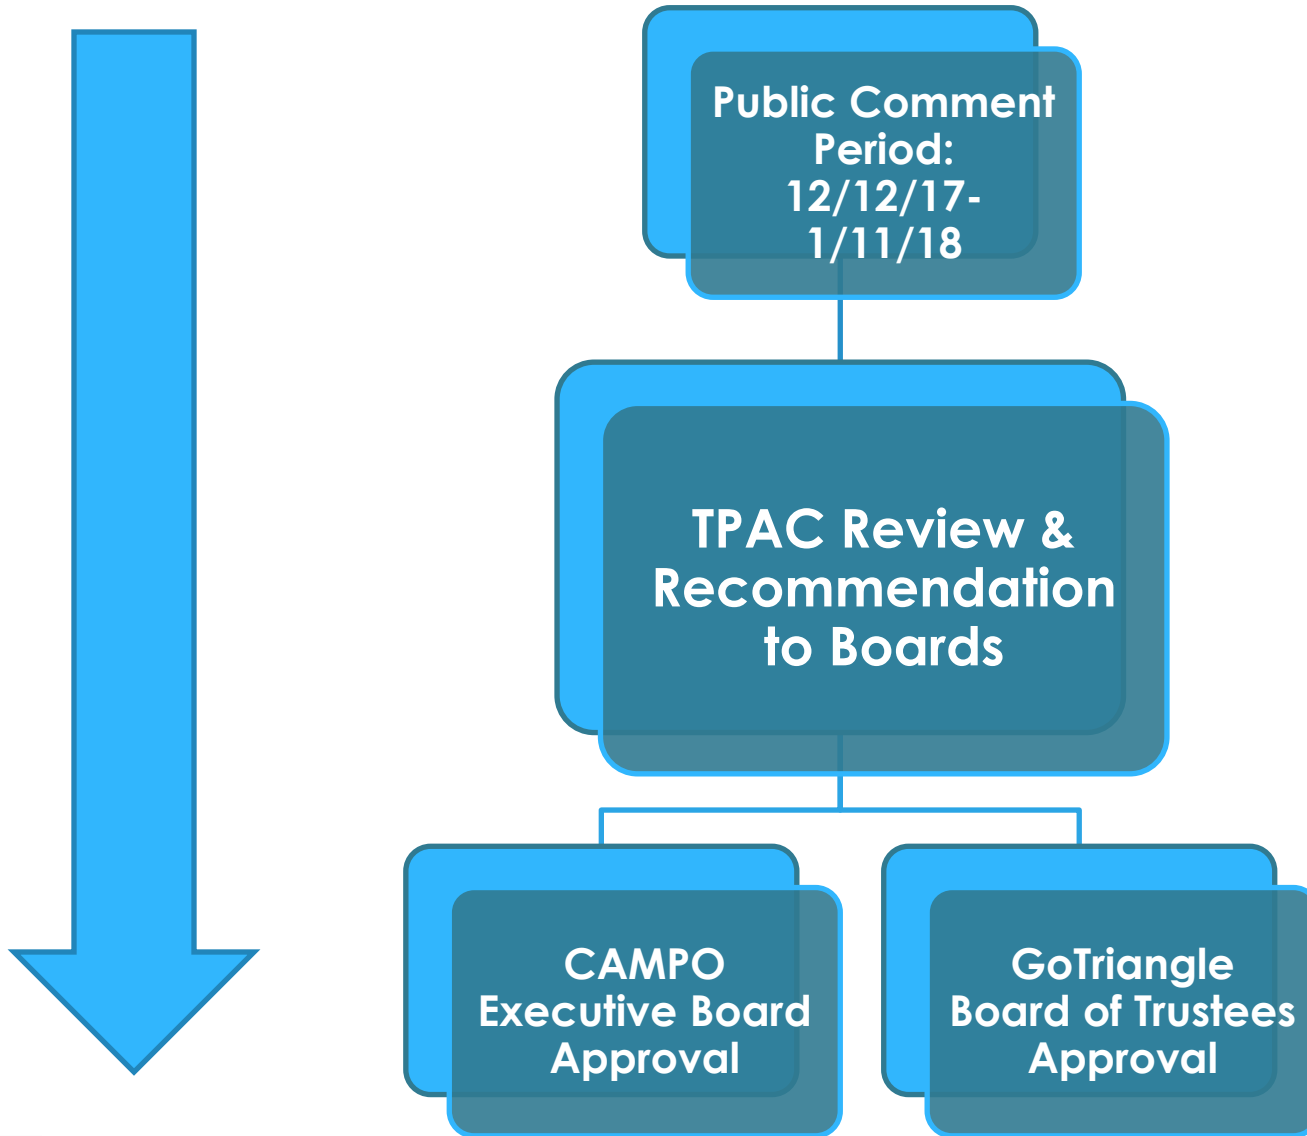 Public Comment
Period:
12/12/17-
1/11/18
TPAC Review &
Recommendation
to Boards
CAMPO
Executive Board
Approval
GoTriangle
Board of Trustees
Approval